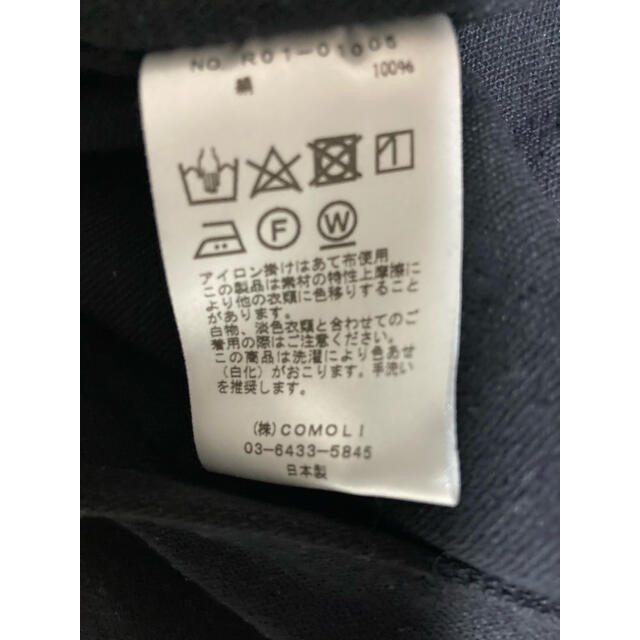 NO. R01-01005
絹 100%
F W
アイロン掛けはあて布使用
この製品は素材の特性上摩擦に
より他の衣類に色移りすること
があります。
白物、淡色衣類と合わせてのご
着用の際はご注意ください。
この商品は洗濯により色あせ
(白化)がおこります。手洗い
を推奨します。
(株)COMOLI
03-6433-5845
日本製